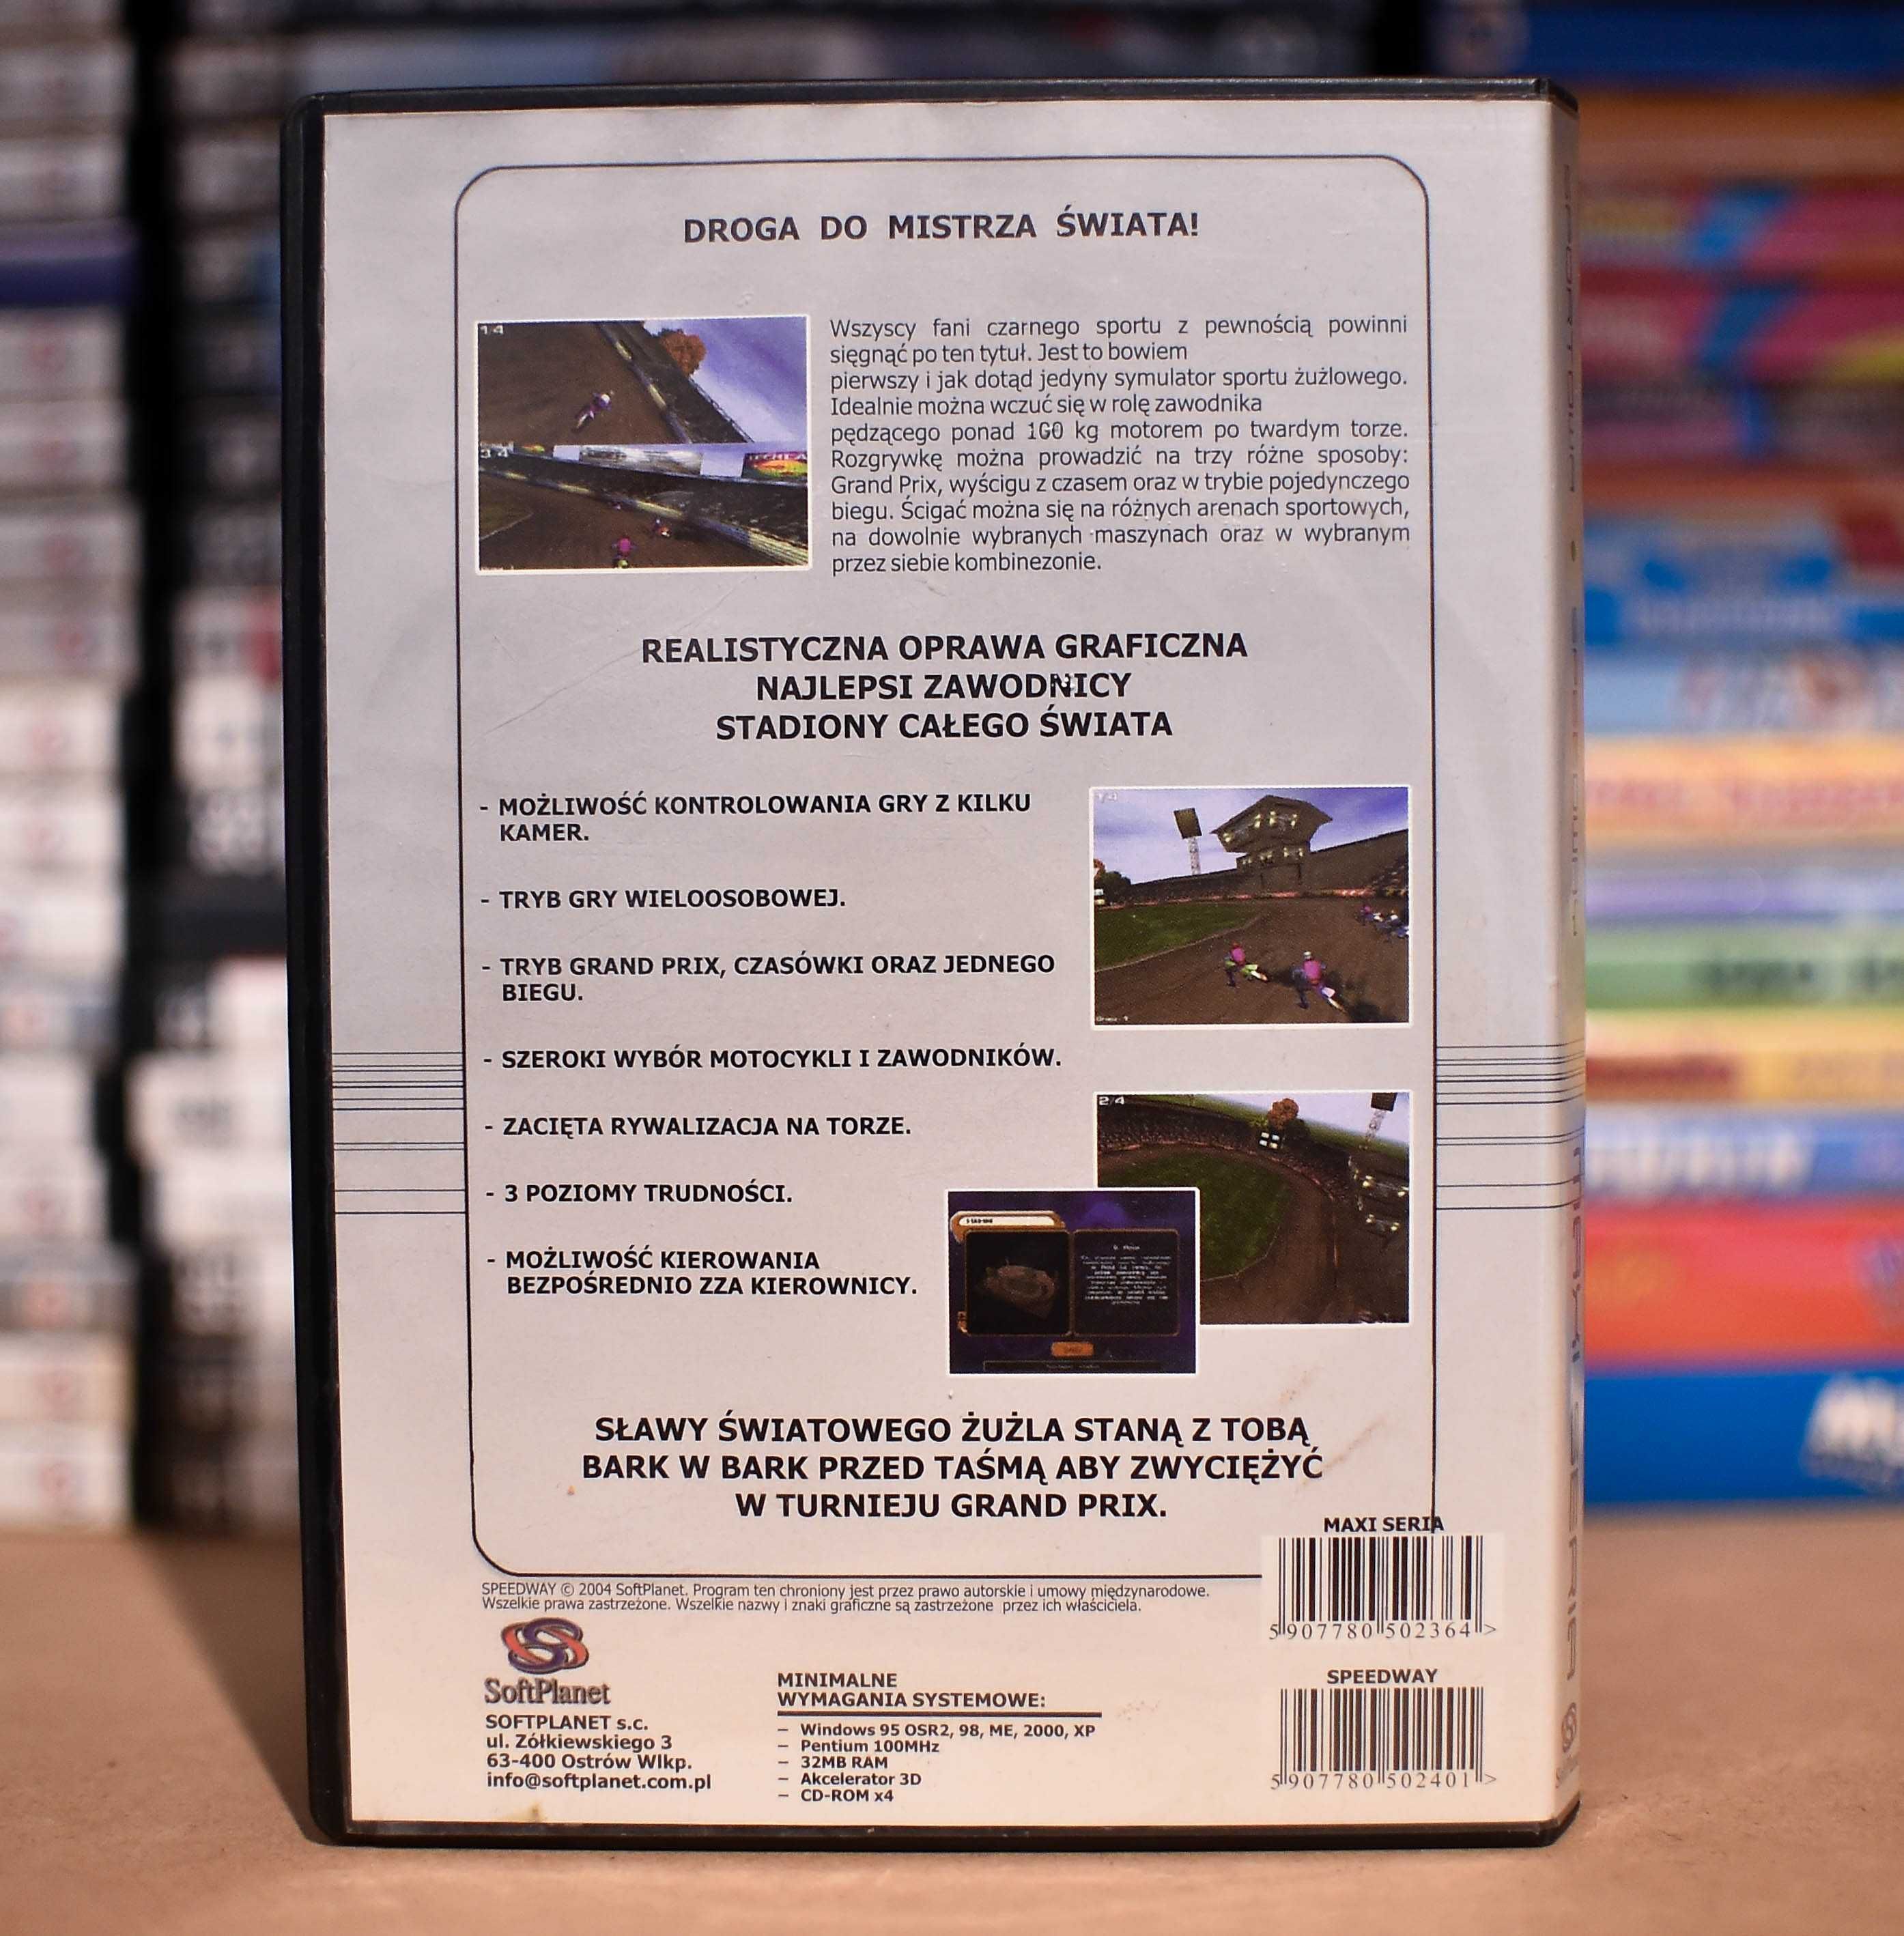 DROGA DO MISTRZA ŚWIATA!
1/4
3/4
Wszyscy fani czarnego sportu z pewnością powinni
sięgnąć po ten tytuł. Jest to bowiem
pierwszy i jak dotąd jedyny symulator sportu żużlowego.
Idealnie można wczuć się w rolę zawodnika
pędzącego ponad 100 kg motorem po twardym torze.
Rozgrywkę można prowadzić na trzy różne sposoby:
Grand Prix, wyścigu z czasem oraz w trybie pojedynczego
biegu. Ścigać można się na różnych arenach sportowych,
na dowolnie wybranych maszynach oraz w wybranym
przez siebie kombinezonie.
REALISTYCZNA OPRAWA GRAFICZNA
NAJLEPSI ZAWODNICY
STADIONY CAŁEGO ŚWIATA
- MOŻLIWOŚĆ KONTROLOWANIA GRY Z KILKU
KAMER.
- TRYB GRY WIELOOSOBOWEJ.
- TRYB GRAND PRIX, CZASÓWKI ORAZ JEDNEGO
BIEGU.
- SZEROKI WYBÓR MOTOCYKLI I ZAWODNIKÓW.
- ZACIĘTA RYWALIZACJA NA TORZE.
- 3 POZIOMY TRUDNOŚCI.
- MOŻLIWOŚĆ KIEROWANIA
BEZPOŚREDNIO ZZA KIEROWNICY.
2/4
SŁAWY ŚWIATOWEGO ŻUŻLA STANĄ Z TOBĄ
BARK W BARK PRZED TAŚMĄ ABY ZWYCIĘŻYĆ
W TURNIEJU GRAND PRIX.
MAXI SERIA
5907780502364>
SPEEDWAY © 2004 SoftPlanet. Program ten chroniony jest przez prawo autorskie i umowy międzynarodowe.
Wszelkie prawa zastrzeżone. Wszelkie nazwy i znaki graficzne są zastrzeżone przez ich właściciela.
SoftPlanet
SOFTPLANET s.c.
ul. Zółkiewskiego 3
63-400 Ostrów Wlkp.
info@softplanet.com.pl
MINIMALNE
WYMAGANIA SYSTEMOWE:
– Windows 95 OSR2, 98, ME, 2000, XP
– Pentium 100MHz
– 32MB RAM
– Akcelerator 3D
– CD-ROM x4
SPEEDWAY
5907780502401>